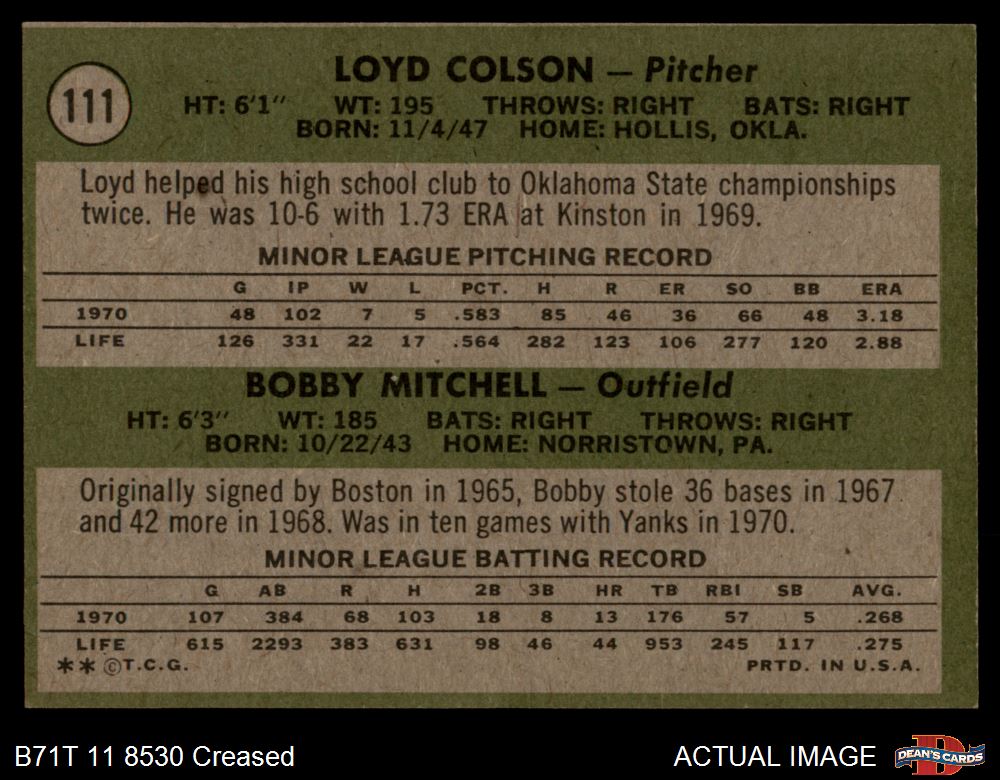 111
LOYD COLSON — Pitcher
HT: 6'1" WT: 195 THROWS: RIGHT BATS: RIGHT
BORN: 11/4/47 HOME: HOLLIS, OKLA.
Loyd helped his high school club to Oklahoma State championships
twice. He was 10-6 with 1.73 ERA at Kinston in 1969.
MINOR LEAGUE PITCHING RECORD
G IP W L PCT. H R ER SO BB ERA
1970 48 102 7 5 .583 85 46 36 66 48 3.18
LIFE 126 331 22 17 .564 282 123 106 277 120 2.88
BOBBY MITCHELL — Outfield
HT: 6'3" WT: 185 BATS: RIGHT THROWS: RIGHT
BORN: 10/22/43 HOME: NORRISTOWN, PA.
Originally signed by Boston in 1965, Bobby stole 36 bases in 1967
and 42 more in 1968. Was in ten games with Yanks in 1970.
MINOR LEAGUE BATTING RECORD
G AB R H 2B 3B HR TB RBI SB AVG.
1970 107 384 68 103 18 8 13 176 57 5 .268
LIFE 615 2293 383 631 98 46 44 953 245 117 .275
** ©T.C.G. PRTD. IN U.S.A.
B71T 11 8530 Creased ACTUAL IMAGE DEAN'S CARDS